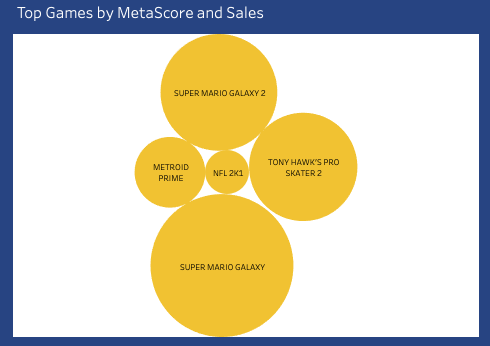 Top Games by MetaScore and Sales
SUPER MARIO GALAXY 2
TONY HAWK'S PRO
SKATER 2
METROID
PRIME
NFL 2K1
SUPER MARIO GALAXY